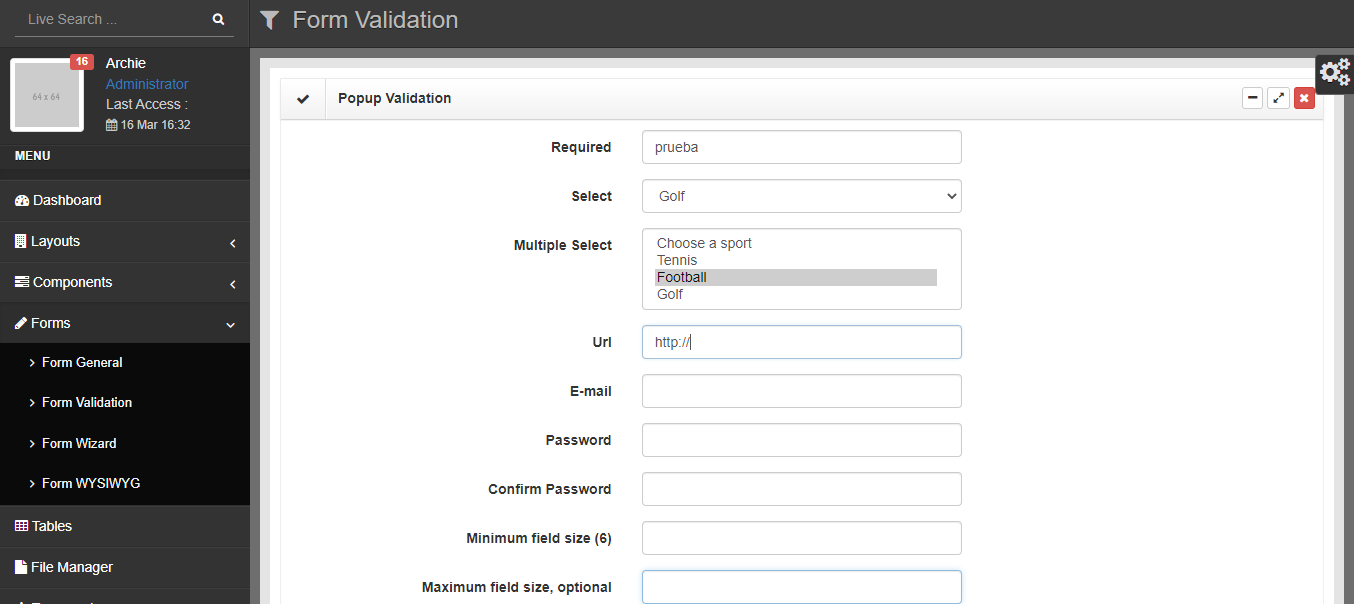 Live Search ...
Form Validation
16
64 x 64
Archie
Administrator
Last Access :
16 Mar 16:32
MENU
Dashboard
Layouts
Components
Forms
Form General
Form Validation
Form Wizard
Form WYSIWYG
Tables
File Manager
Popup Validation
Required
prueba
Select
Golf
Multiple Select
Choose a sport
Tennis
Football
Golf
Url
http://
E-mail
Password
Confirm Password
Minimum field size (6)
Maximum field size, optional